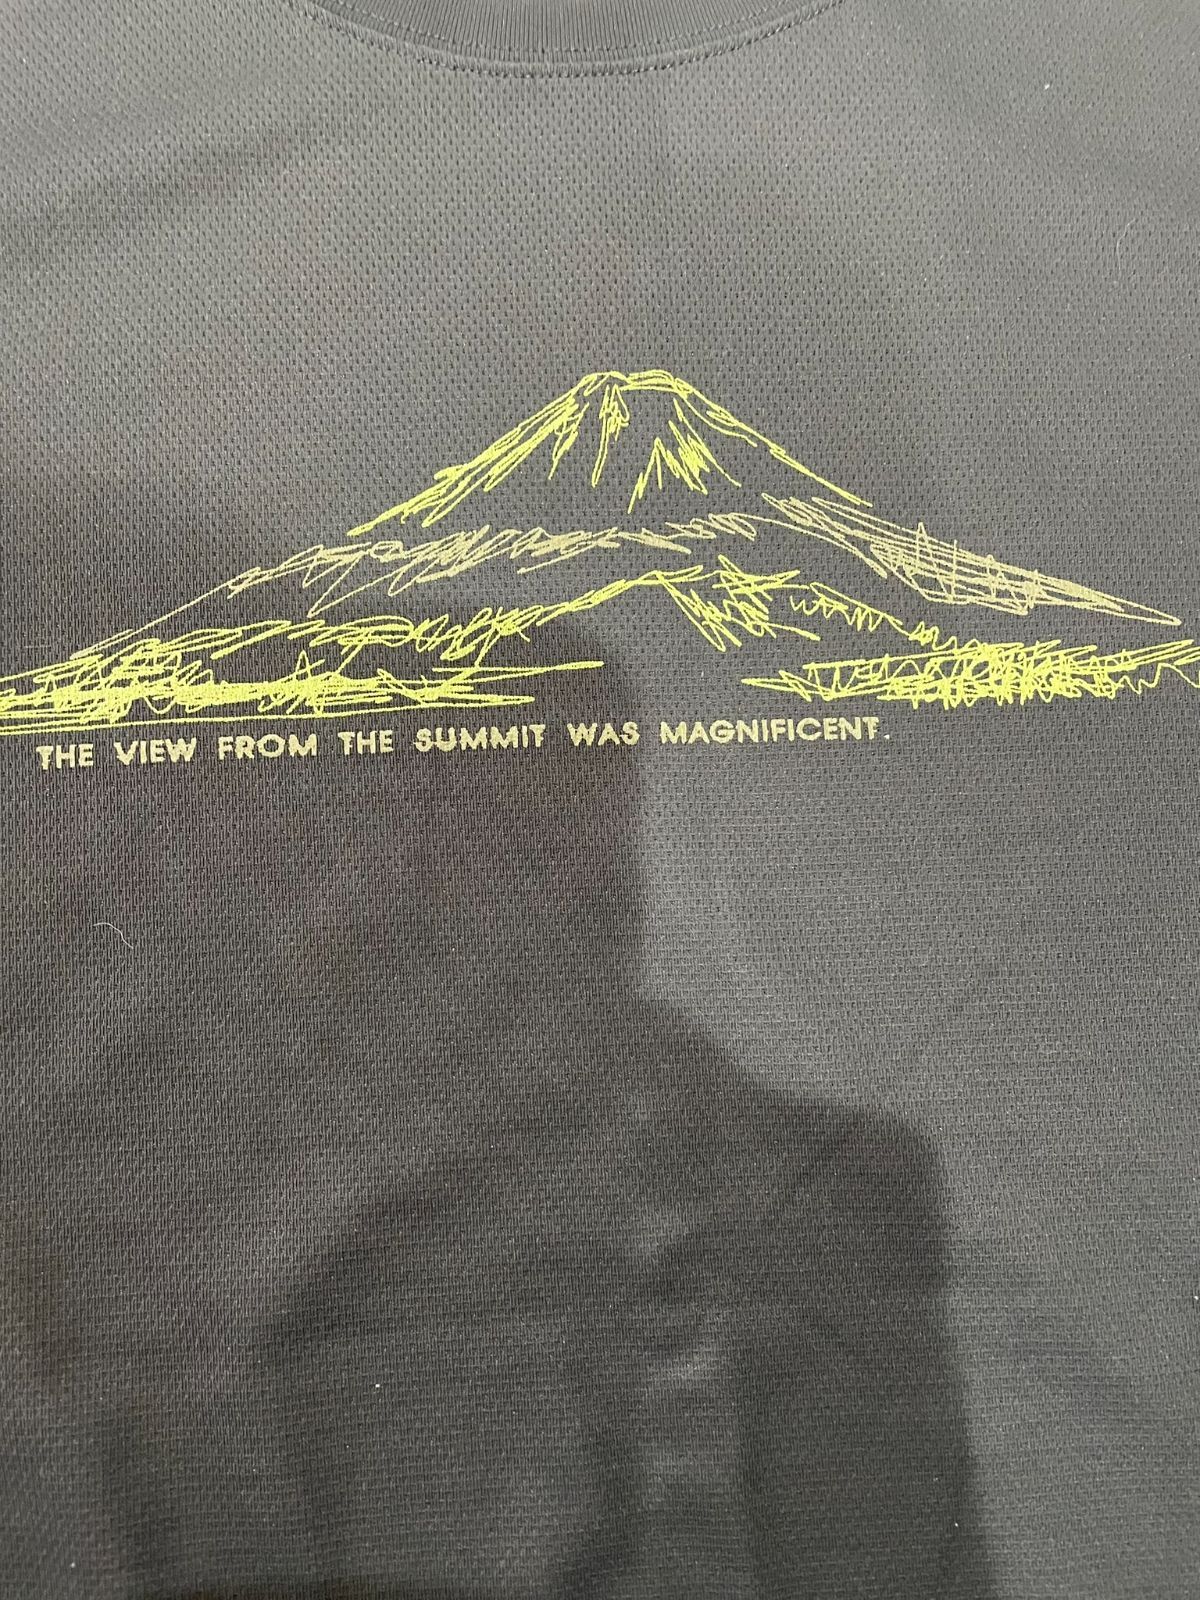 THE VIEW FROM THE SUMMIT WAS MAGNIFICENT.